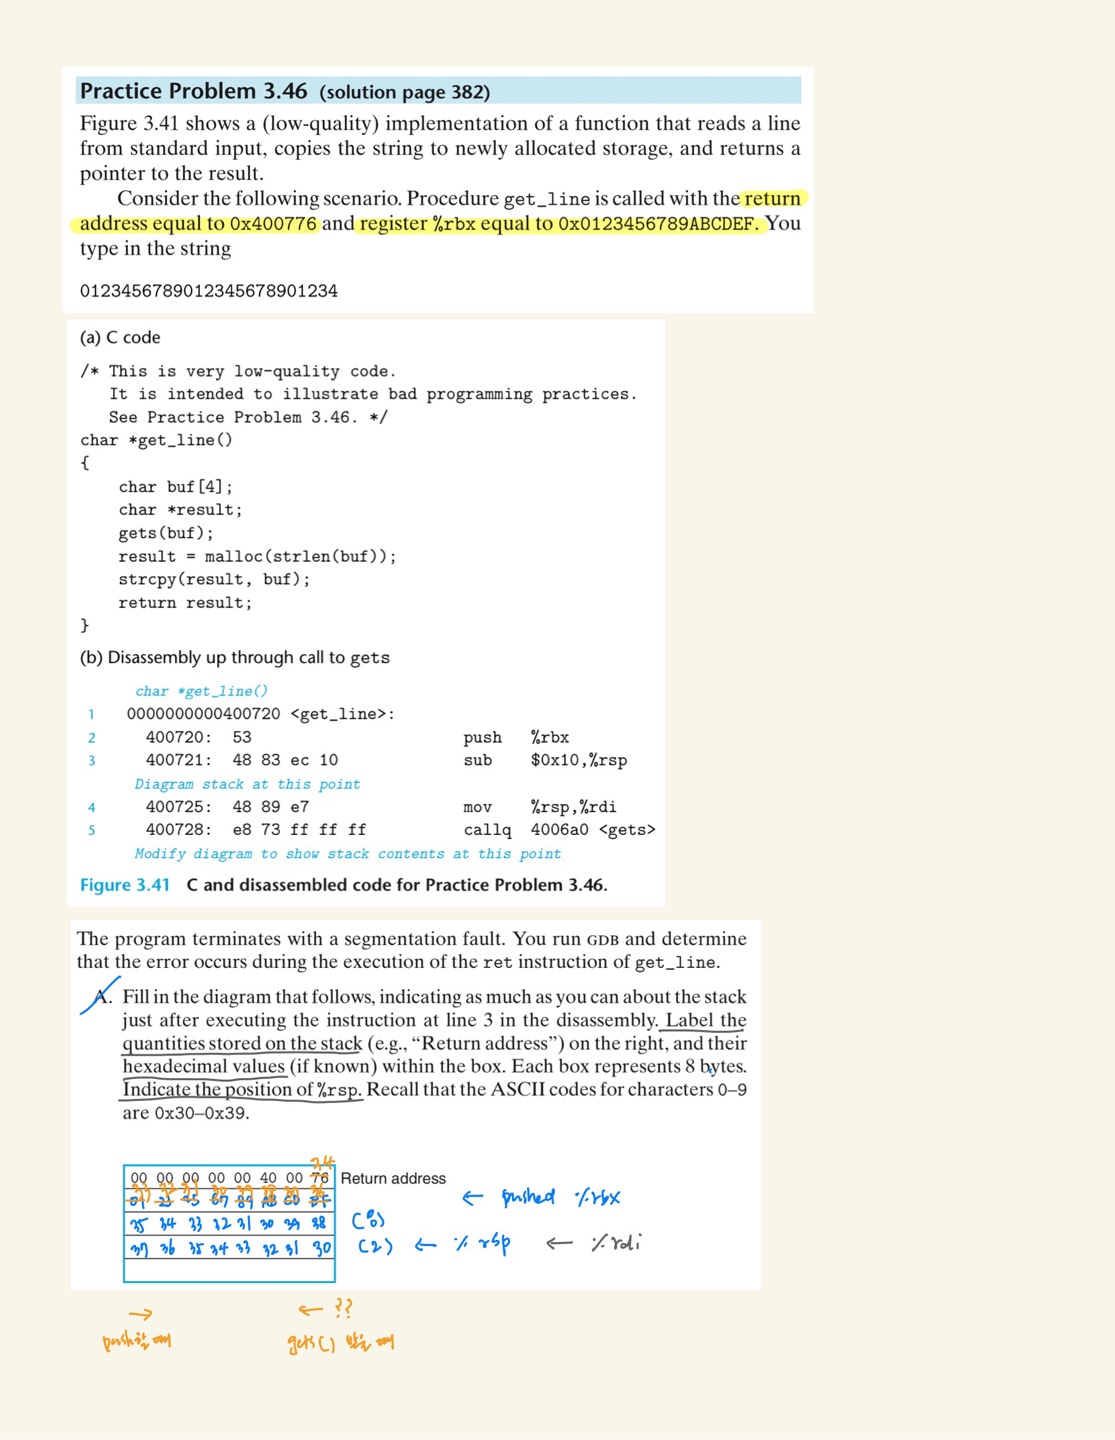 Practice Problem 3.46 (solution page 382)
Figure 3.41 shows a (low-quality) implementation of a function that reads a line
from standard input, copies the string to newly allocated storage, and returns a
pointer to the result.
Consider the following scenario. Procedure get_line is called with the return
address equal to 0x400776 and register %rbx equal to 0x0123456789ABCDEF. You
type in the string
0123456789012345678901234
(a) C code
/* This is very low-quality code.
It is intended to illustrate bad programming practices.
See Practice Problem 3.46. */
char *get_line()
{
char buf[4];
char *result;
gets(buf);
result = malloc(strlen(buf));
strcpy(result, buf);
return result;
}
(b) Disassembly up through call to gets
char *get_line()
1 0000000000400720 <get_line>:
2 400720: 53 push %rbx
3 400721: 48 83 ec 10 sub $0x10,%rsp
Diagram stack at this point
4 400725: 48 89 e7 mov %rsp,%rdi
5 400728: e8 73 ff ff ff callq 4006a0 <gets>
Modify diagram to show stack contents at this point
Figure 3.41 C and disassembled code for Practice Problem 3.46.
The program terminates with a segmentation fault. You run GDB and determine
that the error occurs during the execution of the ret instruction of get_line.
A. Fill in the diagram that follows, indicating as much as you can about the stack
just after executing the instruction at line 3 in the disassembly. Label the
quantities stored on the stack (e.g., “Return address”) on the right, and their
hexadecimal values (if known) within the box. Each box represents 8 bytes.
Indicate the position of %rsp. Recall that the ASCII codes for characters 0–9
are 0x30–0x39.
34
00 00 00 00 00 40 00 76 Return address
01 23 45 67 89 AB CD EF ← pushed %rbx
35 34 33 32 31 30 39 38
37 36 35 34 33 32 31 30 (2) ← %rsp ← %rdi
→ ← ??
push할 때 gets() 받을 때